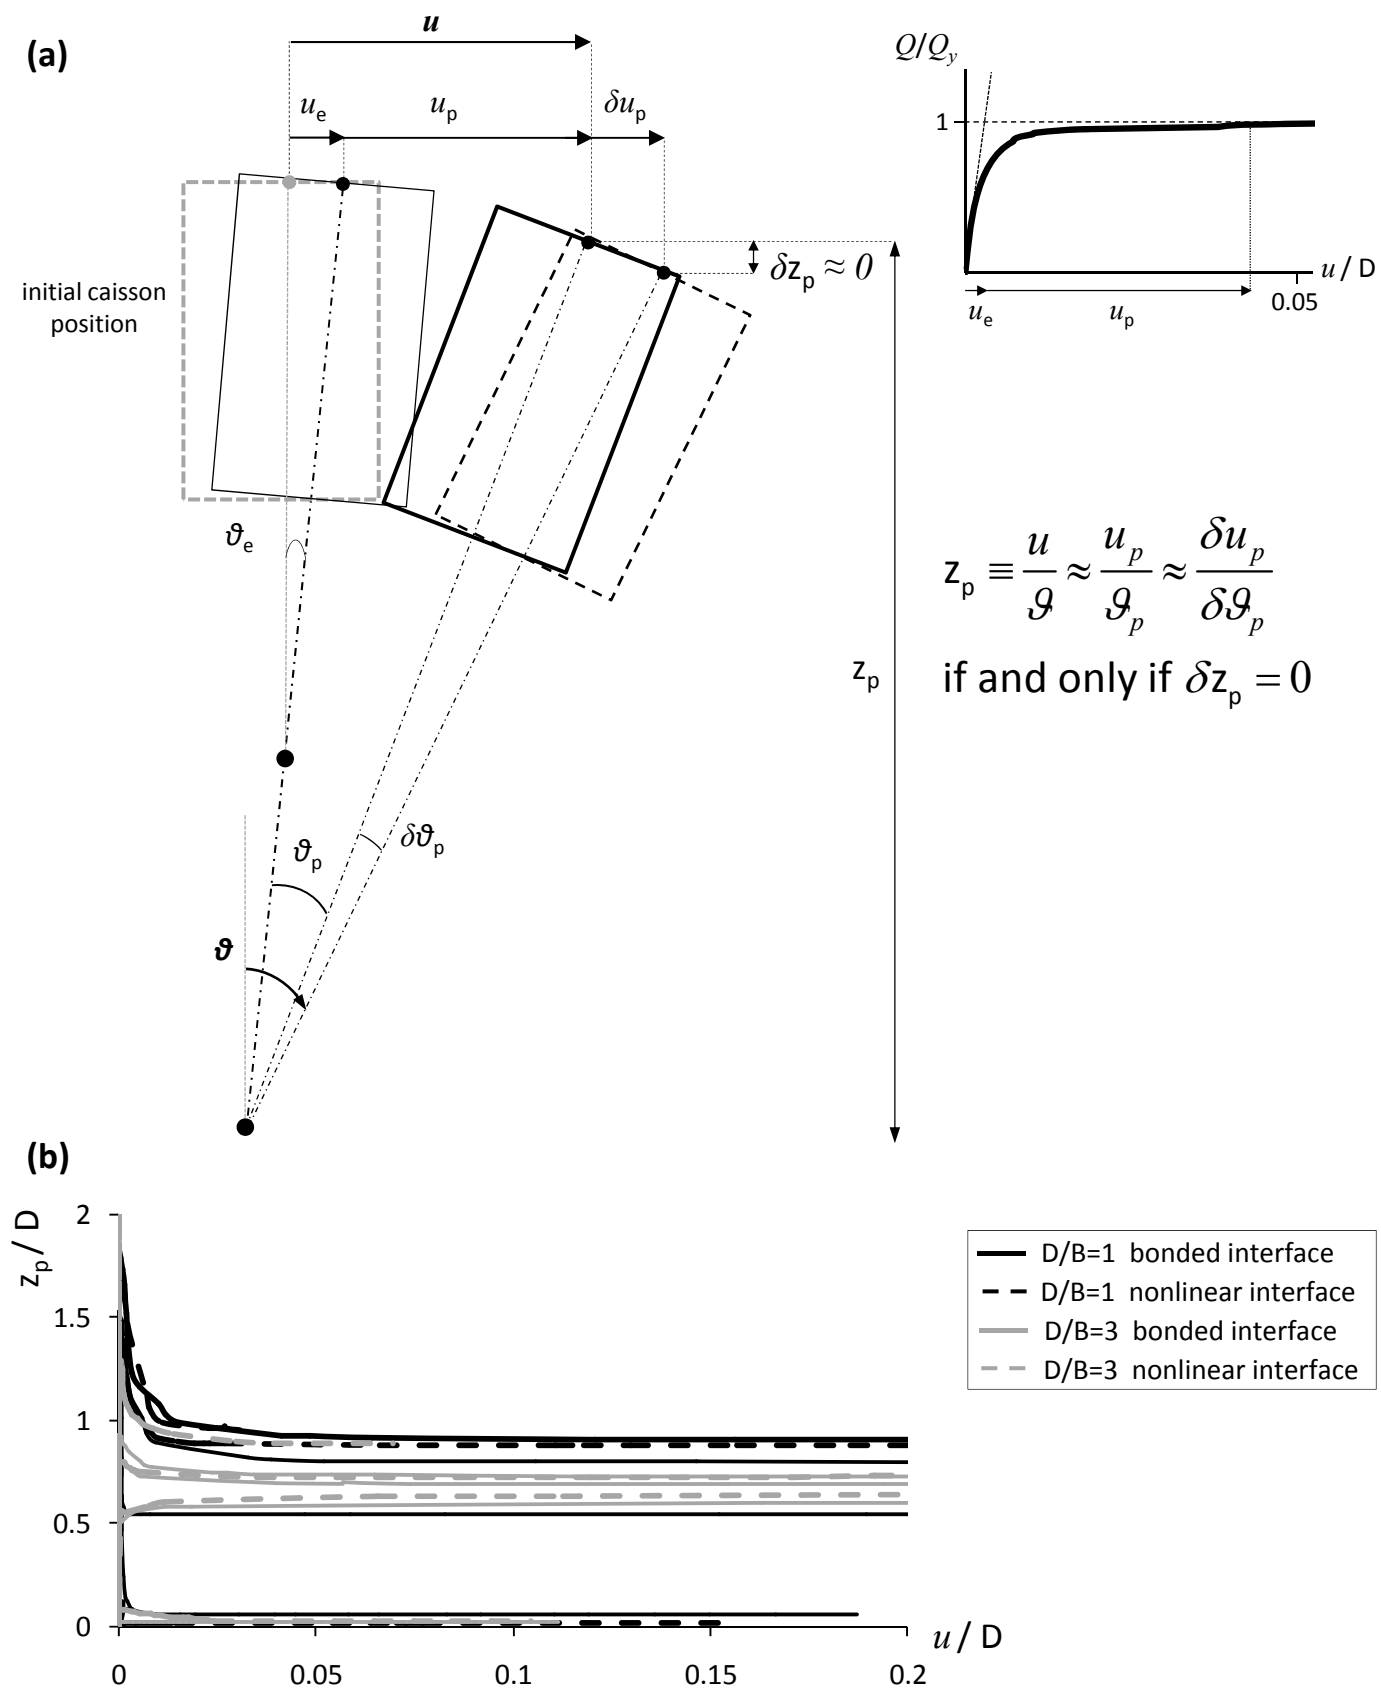 (a)
u
u_e u_p δu_p
Q/Q_y
1
u / D
0.05
u_e u_p
initial caisson
position
δz_p ≈ 0
ϑ_e
z_p ≡ u/ϑ ≈ u_p/ϑ_p ≈ δu_p/δϑ_p
z_p
if and only if δz_p = 0
ϑ_p
δϑ_p
ϑ
(b)
z_p / D
2
1.5
1
0.5
0
0 0.05 0.1 0.15 0.2
u / D
D/B=1 bonded interface
D/B=1 nonlinear interface
D/B=3 bonded interface
D/B=3 nonlinear interface